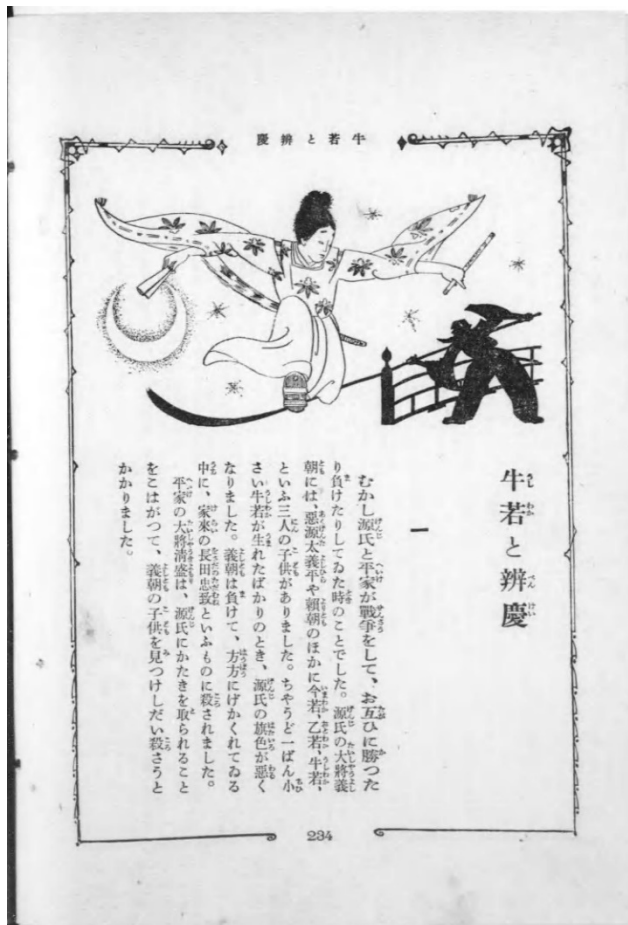 牛若と辨慶
牛若と辨慶
一
むかし源氏と平家が戰爭をして、お互ひに勝つた
り負けたりしてゐた時のことでした。源氏の大將義
朝には、惡源太義平や賴朝のほかに今若、乙若、牛若、
といふ三人の子供がありました。ちやうど一ばん小
さい牛若が生れたばかりのとき、源氏の旗色が惡く
なりました。義朝は負けて、方方にげかくれてゐる
中に、家來の長田忠致といふものに殺されました。
平家の大將淸盛は、源氏にかたきを取られること
をこはがつて、義朝の子供を見つけしだい殺さうと
かかりました。
234